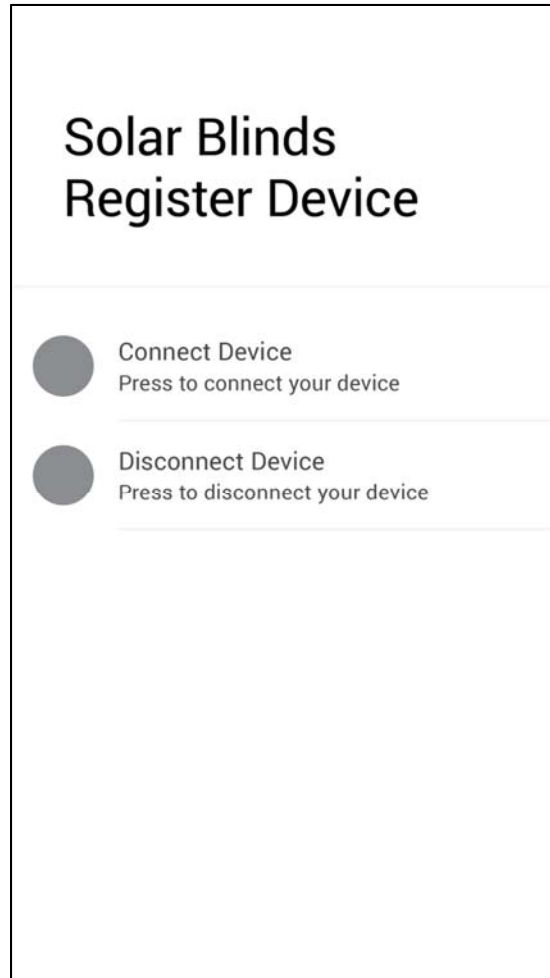 Solar Blinds
Register Device
Connect Device
Press to connect your device
Disconnect Device
Press to disconnect your device